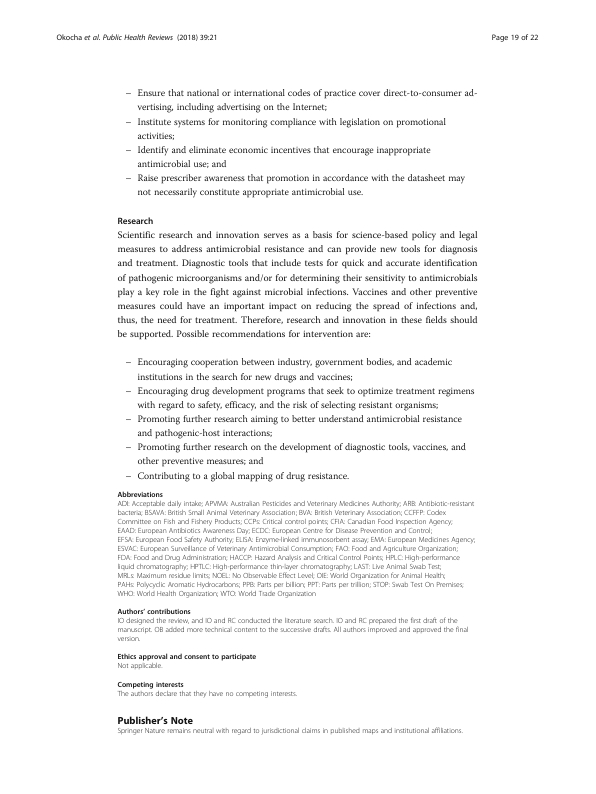 Okocha et al. Public Health Reviews (2018) 39:21
Page 19 of 22
– Ensure that national or international codes of practice cover direct-to-consumer ad-
vertising, including advertising on the Internet;
– Institute systems for monitoring compliance with legislation on promotional
activities;
– Identify and eliminate economic incentives that encourage inappropriate
antimicrobial use; and
– Raise prescriber awareness that promotion in accordance with the datasheet may
not necessarily constitute appropriate antimicrobial use.
Research
Scientific research and innovation serves as a basis for science-based policy and legal
measures to address antimicrobial resistance and can provide new tools for diagnosis
and treatment. Diagnostic tools that include tests for quick and accurate identification
of pathogenic microorganisms and/or for determining their sensitivity to antimicrobials
play a key role in the fight against microbial infections. Vaccines and other preventive
measures could have an important impact on reducing the spread of infections and,
thus, the need for treatment. Therefore, research and innovation in these fields should
be supported. Possible recommendations for intervention are:
– Encouraging cooperation between industry, government bodies, and academic
institutions in the search for new drugs and vaccines;
– Encouraging drug development programs that seek to optimize treatment regimens
with regard to safety, efficacy, and the risk of selecting resistant organisms;
– Promoting further research aiming to better understand antimicrobial resistance
and pathogenic-host interactions;
– Promoting further research on the development of diagnostic tools, vaccines, and
other preventive measures; and
– Contributing to a global mapping of drug resistance.
Abbreviations
ADI: Acceptable daily intake; APVMA: Australian Pesticides and Veterinary Medicines Authority; ARB: Antibiotic-resistant
bacteria; BSAVA: British Small Animal Veterinary Association; BVA: British Veterinary Association; CCFFP: Codex
Committee on Fish and Fishery Products; CCPs: Critical control points; CFIA: Canadian Food Inspection Agency;
EAAD: European Antibiotics Awareness Day; ECDC: European Centre for Disease Prevention and Control;
EFSA: European Food Safety Authority; ELISA: Enzyme-linked immunosorbent assay; EMA: European Medicines Agency;
ESVAC: European Surveillance of Veterinary Antimicrobial Consumption; FAO: Food and Agriculture Organization;
FDA: Food and Drug Administration; HACCP: Hazard Analysis and Critical Control Points; HPLC: High-performance
liquid chromatography; HPTLC: High-performance thin-layer chromatography; LAST: Live Animal Swab Test;
MRLs: Maximum residue limits; NOEL: No Observable Effect Level; OIE: World Organization for Animal Health;
PAHs: Polycyclic Aromatic Hydrocarbons; PPB: Parts per billion; PPT: Parts per trillion; STOP: Swab Test On Premises;
WHO: World Health Organization; WTO: World Trade Organization
Authors' contributions
IO designed the review, and IO and RC conducted the literature search. IO and RC prepared the first draft of the
manuscript. OB added more technical content to the successive drafts. All authors improved and approved the final
version.
Ethics approval and consent to participate
Not applicable.
Competing interests
The authors declare that they have no competing interests.
Publisher's Note
Springer Nature remains neutral with regard to jurisdictional claims in published maps and institutional affiliations.